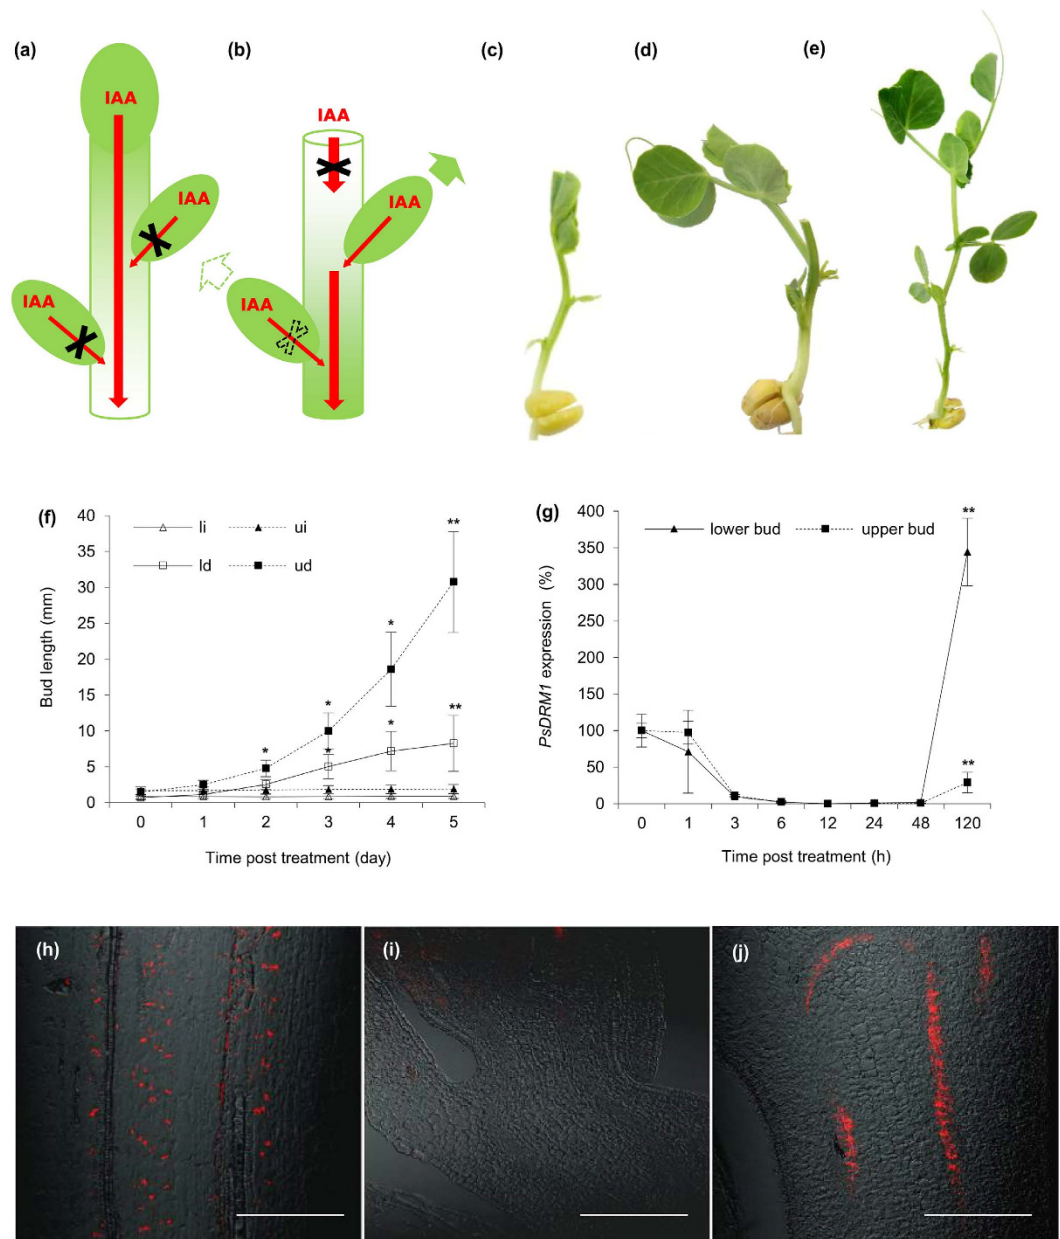 (a)
(b)
(c)
(d)
(e)
IAA
IAA
IAA
IAA
IAA
IAA
(f)
Bud length (mm)
40
35
30
25
20
15
10
5
0
li
ui
ld
ud
*
*
*
*
*
**
**
0 1 2 3 4 5
Time post treatment (day)
(g)
PsDRM1 expression (%)
400
350
300
250
200
150
100
50
0
lower bud
upper bud
**
**
0 1 3 6 12 24 48 120
Time post treatment (h)
(h)
(i)
(j)